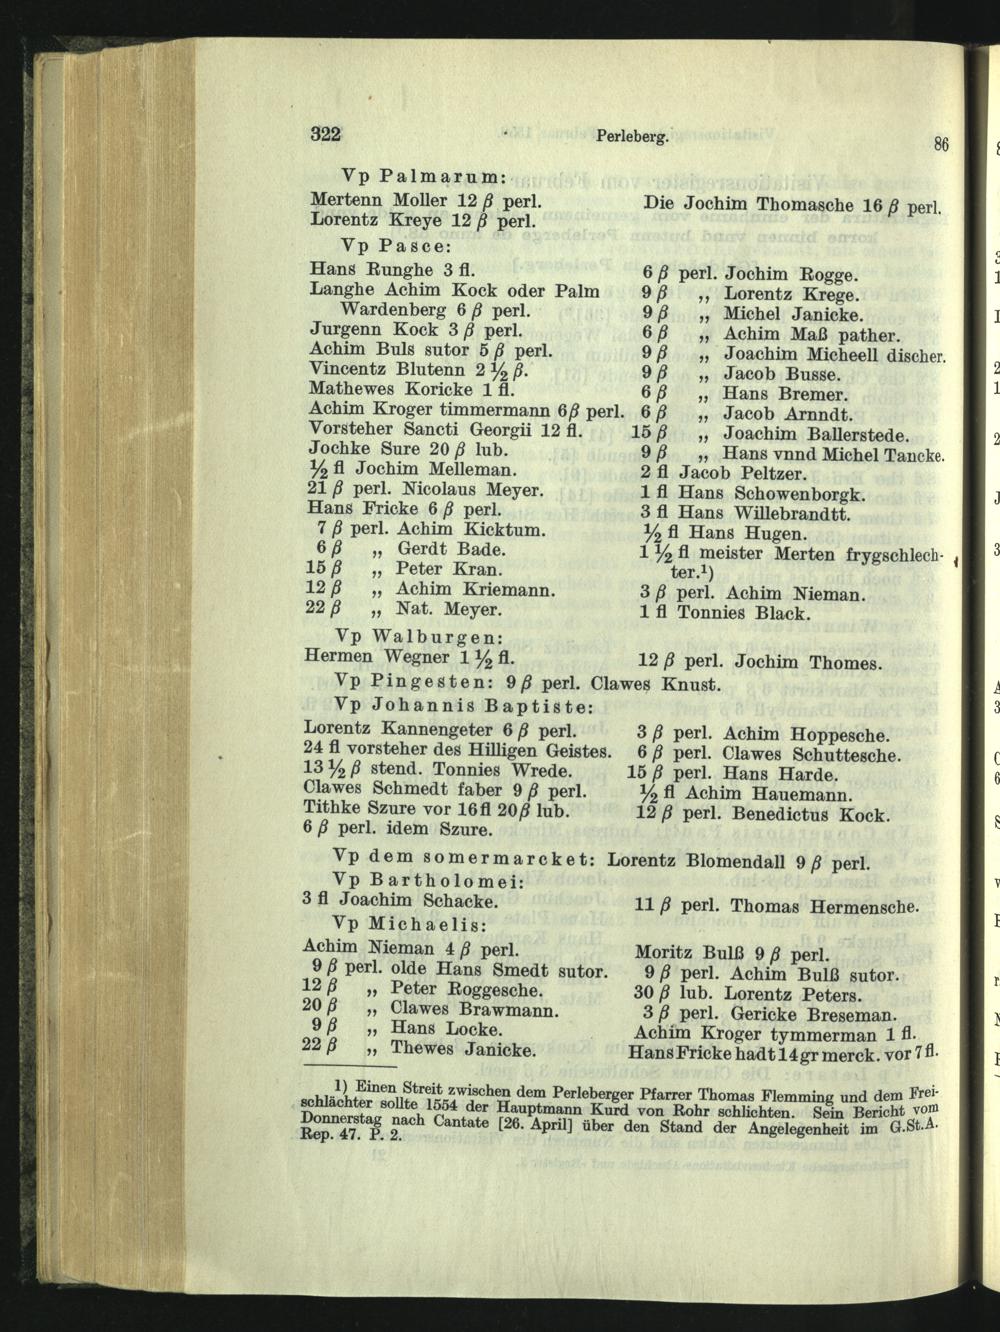 322
Perleberg.
86
Vp Palmarum:
Mertenn Moller 12 β perl.
Lorentz Kreye 12 β perl.
Die Jochim Thomasche 16 β perl.
Vp Pasce:
Hans Runghe 3 fl.
Langhe Achim Kock oder Palm
Wardenberg 6 β perl.
Jurgenn Kock 3 β perl.
Achim Buls sutor 5 β perl.
Vincentz Blutenn 2 ½ β.
Mathewes Koricke 1 fl.
Achim Kroger timmermann 6 β perl.
Vorsteher Sancti Georgii 12 fl.
Jochke Sure 20 β lub.
½ fl Jochim Melleman.
21 β perl. Nicolaus Meyer.
Hans Fricke 6 β perl.
7 β perl. Achim Kicktum.
6 β „ Gerdt Bade.
15 β „ Peter Kran.
12 β „ Achim Kriemann.
22 β „ Nat. Meyer.
6 β perl. Jochim Rogge.
9 β „ Lorentz Krege.
9 β „ Michel Janicke.
6 β „ Achim Maß pather.
9 β „ Joachim Micheell discher.
9 β „ Jacob Busse.
6 β „ Hans Bremer.
6 β „ Jacob Arnndt.
15 β „ Joachim Ballerstede.
9 β „ Hans vnnd Michel Tancke.
2 fl Jacob Peltzer.
1 fl Hans Schowenborgk.
3 fl Hans Willebrandtt.
½ fl Hans Hugen.
1 ½ fl meister Merten frygschlech-
ter.¹)
3 β perl. Achim Nieman.
1 fl Tonnies Black.
Vp Walburgen:
Hermen Wegner 1 ½ fl.
12 β perl. Jochim Thomes.
Vp Pingesten: 9 β perl. Clawes Knust.
Vp Johannis Baptiste:
Lorentz Kannengeter 6 β perl.
24 fl vorsteher des Hilligen Geistes.
13 ½ β stend. Tonnies Wrede.
Clawes Schmedt faber 9 β perl.
Tithke Szure vor 16 fl 20 β lub.
6 β perl. idem Szure.
3 β perl. Achim Hoppesche.
6 β perl. Clawes Schuttesche.
15 β perl. Hans Harde.
½ fl Achim Hauemann.
12 β perl. Benedictus Kock.
Vp dem somermarcket: Lorentz Blomendall 9 β perl.
Vp Bartholomei:
3 fl Joachim Schacke.
11 β perl. Thomas Hermensche.
Vp Michaelis:
Achim Nieman 4 β perl.
9 β perl. olde Hans Smedt sutor.
12 β „ Peter Roggesche.
20 β „ Clawes Brawmann.
9 β „ Hans Locke.
22 β „ Thewes Janicke.
Moritz Bulß 9 β perl.
9 β perl. Achim Bulß sutor.
30 β lub. Lorentz Peters.
3 β perl. Gericke Breseman.
Achim Kroger tymmerman 1 fl.
Hans Fricke hadt 14 gr merck. vor 7 fl.
1) Einen Streit zwischen dem Perleberger Pfarrer Thomas Flemming und dem Frei-
schlächter sollte 1554 der Hauptmann Kurd von Rohr schlichten. Sein Bericht vom
Donnerstag nach Cantate [26. April] über den Stand der Angelegenheit im G.St.A.
Rep. 47. P. 2.